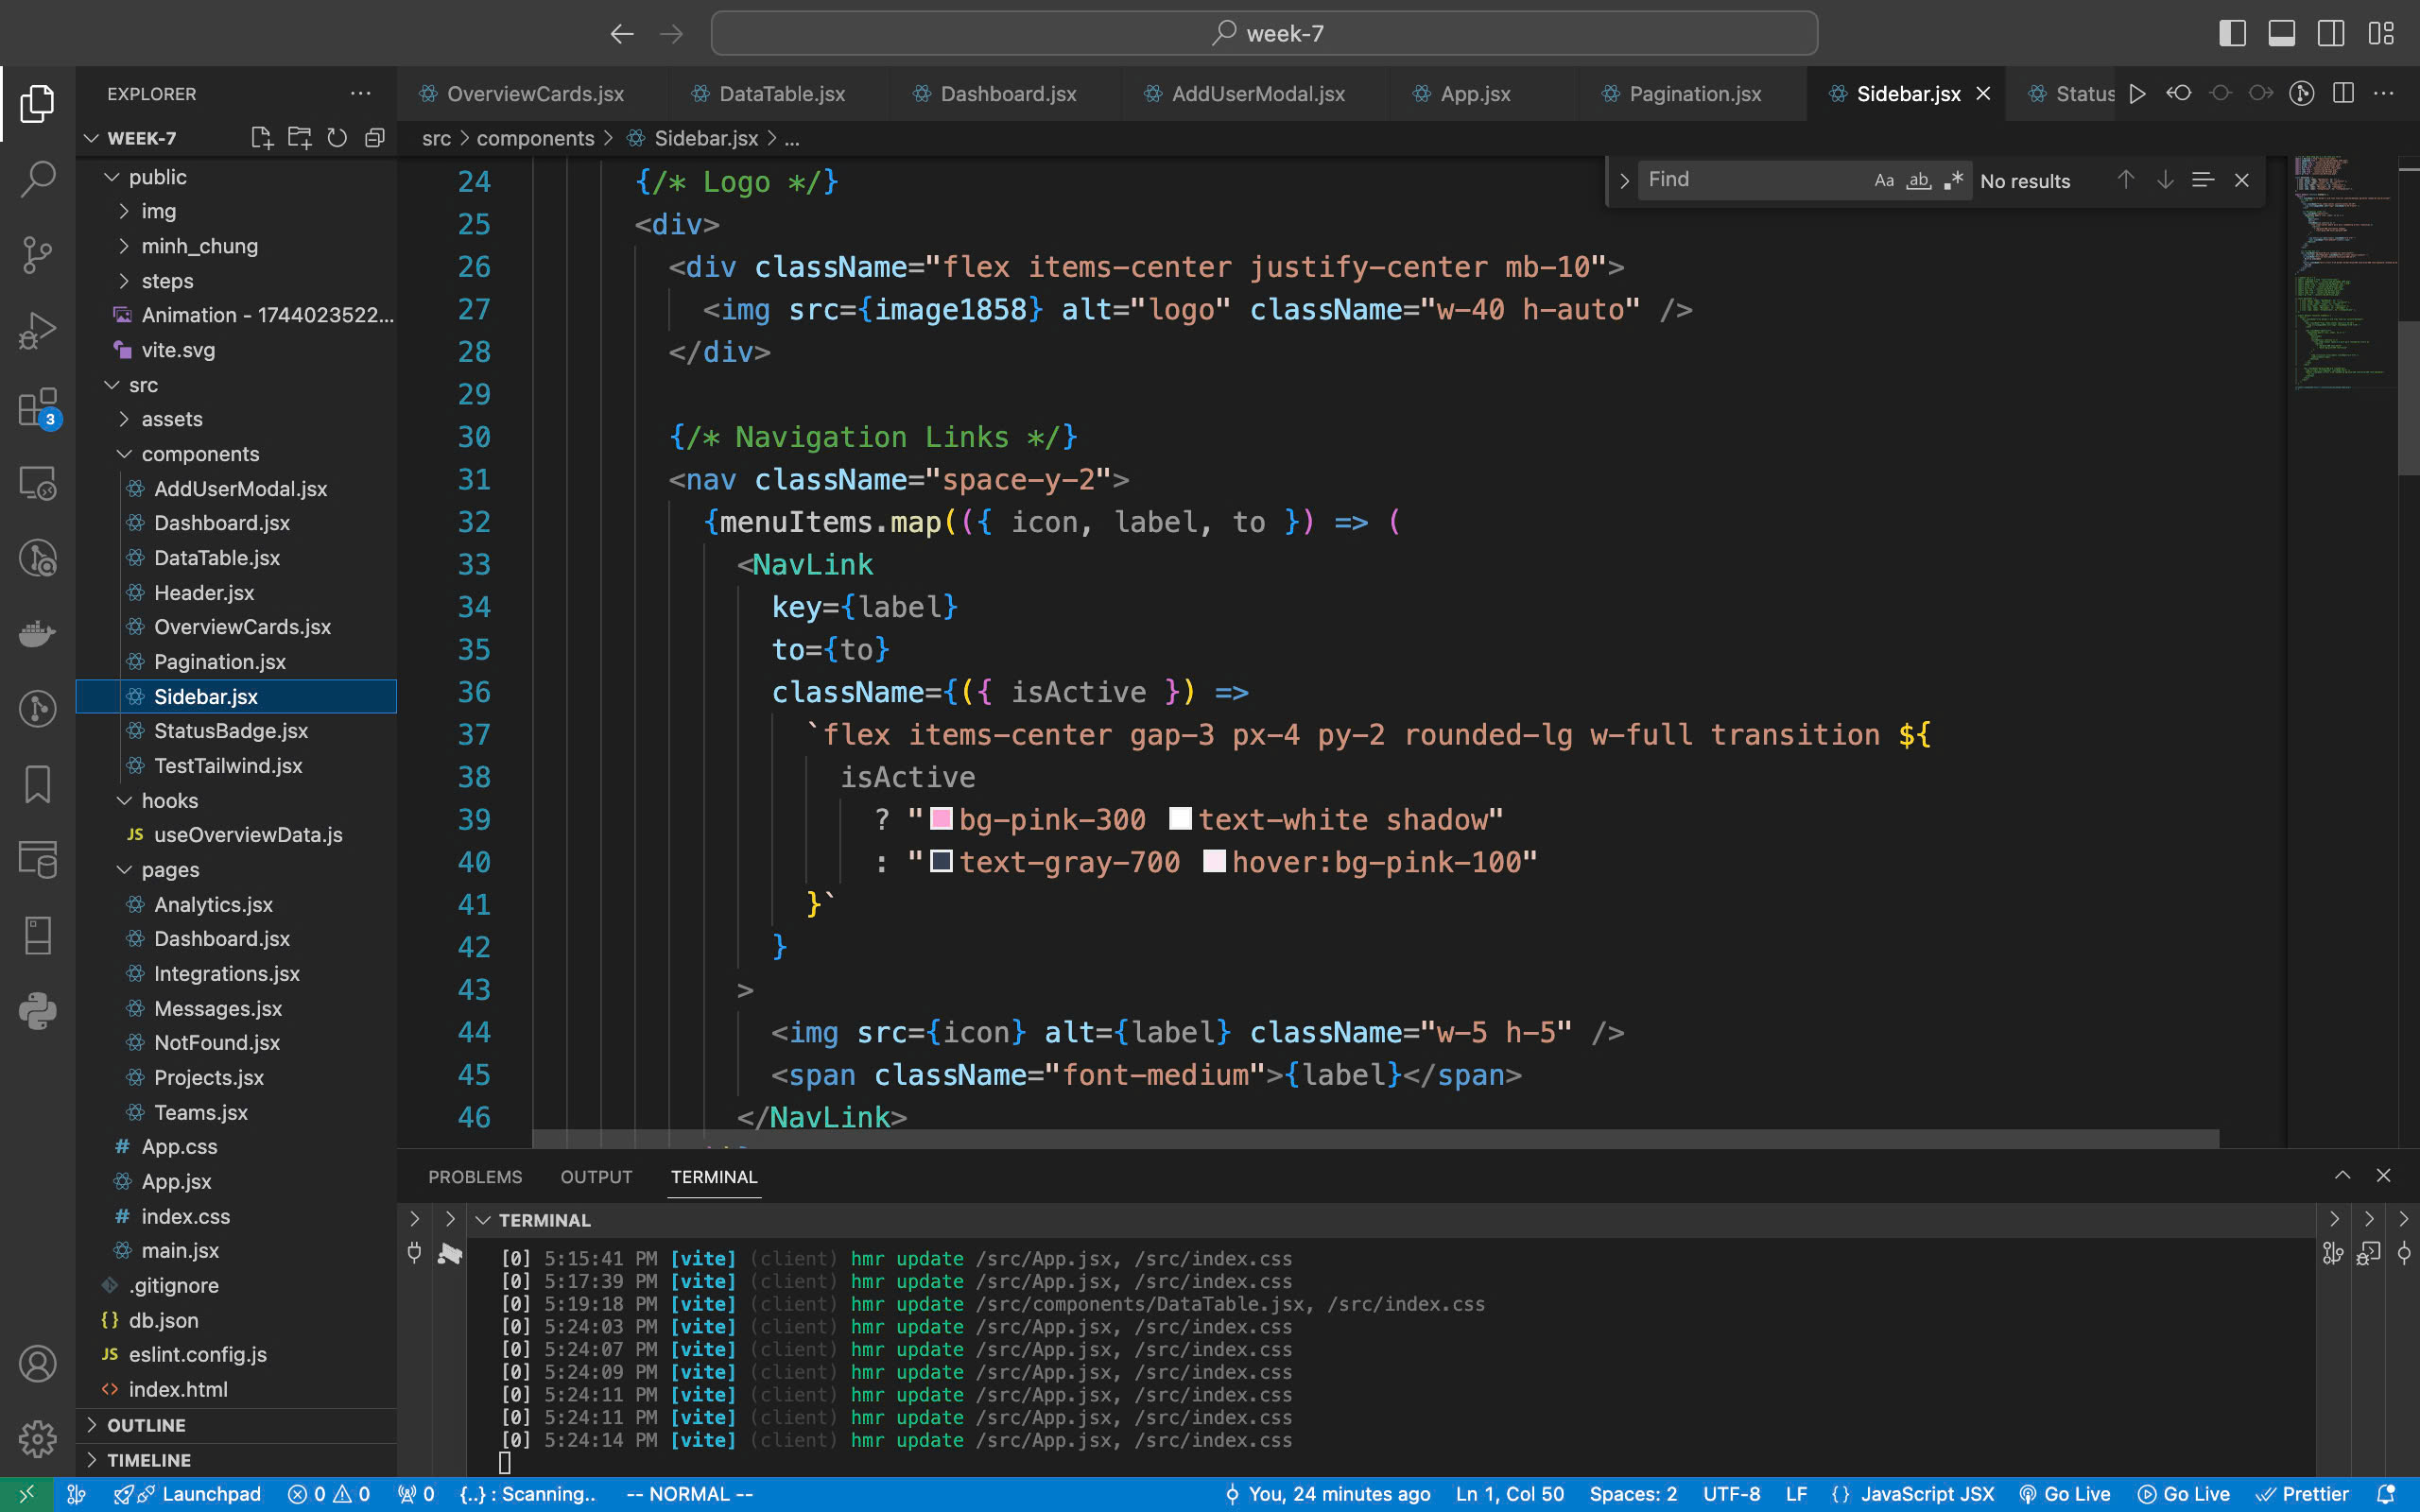 week-7
EXPLORER
WEEK-7
public
img
minh_chung
steps
Animation - 1744023522...
vite.svg
src
assets
components
AddUserModal.jsx
Dashboard.jsx
DataTable.jsx
Header.jsx
OverviewCards.jsx
Pagination.jsx
Sidebar.jsx
StatusBadge.jsx
TestTailwind.jsx
hooks
JS useOverviewData.js
pages
Analytics.jsx
Dashboard.jsx
Integrations.jsx
Messages.jsx
NotFound.jsx
Projects.jsx
Teams.jsx
# App.css
App.jsx
# index.css
main.jsx
.gitignore
{} db.json
JS eslint.config.js
<> index.html
OUTLINE
TIMELINE
3
OverviewCards.jsx DataTable.jsx Dashboard.jsx AddUserModal.jsx App.jsx Pagination.jsx Sidebar.jsx Status
src > components > Sidebar.jsx > ...
Find Aa ab .* No results
24 {/* Logo */}
25 <div>
26 <div className="flex items-center justify-center mb-10">
27 <img src={image1858} alt="logo" className="w-40 h-auto" />
28 </div>
29
30 {/* Navigation Links */}
31 <nav className="space-y-2">
32 {menuItems.map(({ icon, label, to }) => (
33 <NavLink
34 key={label}
35 to={to}
36 className={({ isActive }) =>
37 `flex items-center gap-3 px-4 py-2 rounded-lg w-full transition ${
38 isActive
39 ? "bg-pink-300 text-white shadow"
40 : "text-gray-700 hover:bg-pink-100"
41 }`
42 }
43 >
44 <img src={icon} alt={label} className="w-5 h-5" />
45 <span className="font-medium">{label}</span>
46 </NavLink>
PROBLEMS OUTPUT TERMINAL
TERMINAL
[0] 5:15:41 PM [vite] (client) hmr update /src/App.jsx, /src/index.css
[0] 5:17:39 PM [vite] (client) hmr update /src/App.jsx, /src/index.css
[0] 5:19:18 PM [vite] (client) hmr update /src/components/DataTable.jsx, /src/index.css
[0] 5:24:03 PM [vite] (client) hmr update /src/App.jsx, /src/index.css
[0] 5:24:07 PM [vite] (client) hmr update /src/App.jsx, /src/index.css
[0] 5:24:09 PM [vite] (client) hmr update /src/App.jsx, /src/index.css
[0] 5:24:11 PM [vite] (client) hmr update /src/App.jsx, /src/index.css
[0] 5:24:11 PM [vite] (client) hmr update /src/App.jsx, /src/index.css
[0] 5:24:14 PM [vite] (client) hmr update /src/App.jsx, /src/index.css
Launchpad 0 0 0 {..} : Scanning.. -- NORMAL -- You, 24 minutes ago Ln 1, Col 50 Spaces: 2 UTF-8 LF {} JavaScript JSX Go Live Go Live Prettier